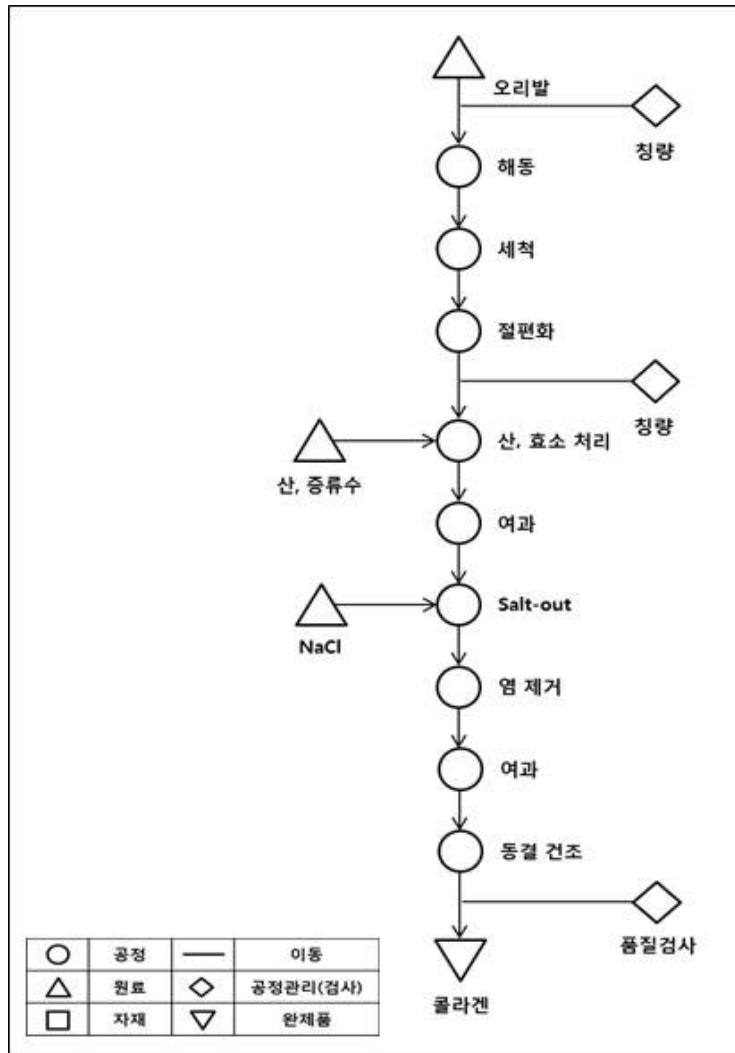 오리발
칭량
해동
세척
절편화
칭량
산, 효소 처리
산, 증류수
여과
Salt-out
NaCl
염 제거
여과
동결 건조
품질검사
콜라겐
공정 이동
원료 공정관리(검사)
자재 완제품